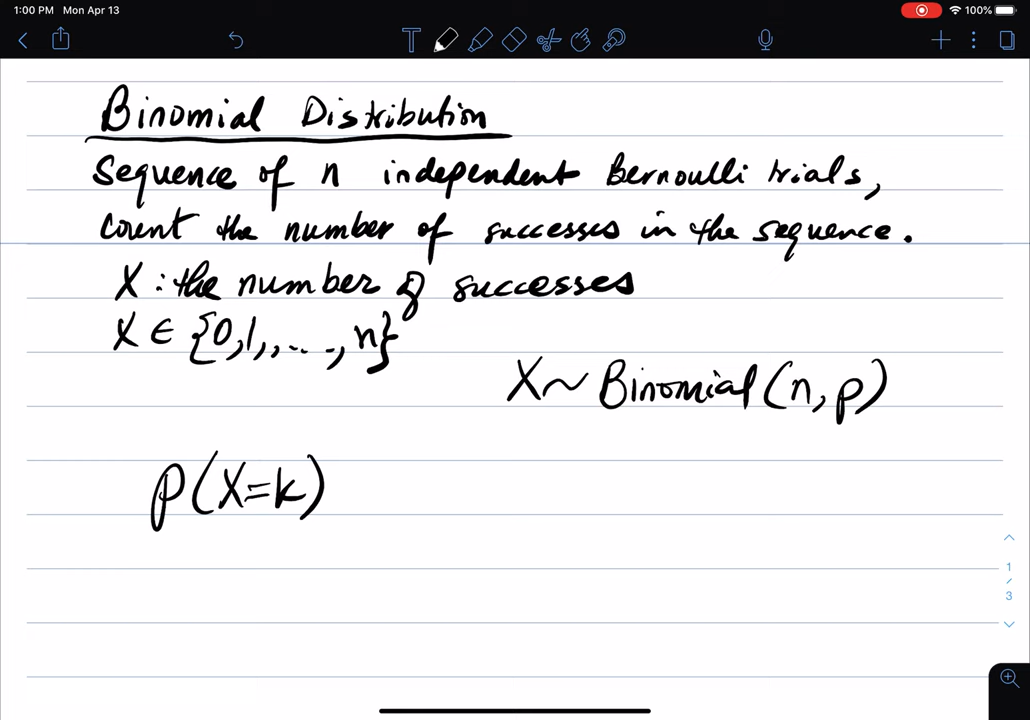 1:00 PM Mon Apr 13
100%
Binomial Distribution
Sequence of n independent Bernoulli trials,
count the number of successes in the sequence.
X : the number of successes
X ∈ {0,1,,...,n}
X ~ Binomial(n, p)
P(X=k)
1
/
3